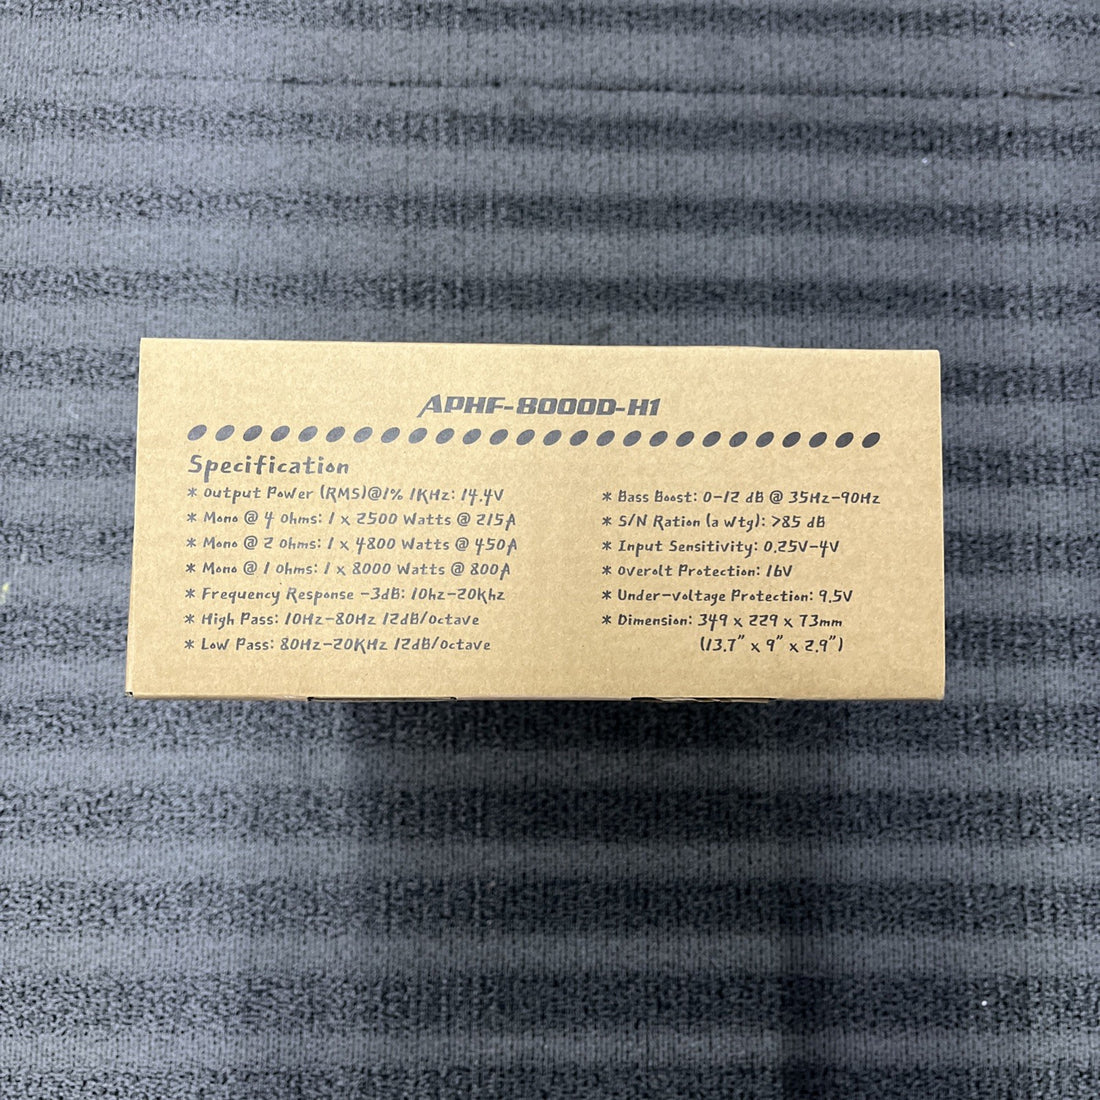 APHF-8000D-H1
Specification
* Output Power (RMS)@1% 1KHz: 14.4V
* Mono @ 4 Ohms: 1 x 2500 Watts @ 215A
* Mono @ 2 Ohms: 1 x 4800 Watts @ 450A
* Mono @ 1 Ohms: 1 x 8000 Watts @ 800A
* Frequency Response -3dB: 10hz-20Khz
* High Pass: 10Hz-80Hz 12dB/Octave
* Low Pass: 80Hz-20KHz 12dB/Octave
* Bass Boost: 0-12 dB @ 35Hz-90Hz
* S/N Ration (a wty): >85 dB
* Input Sensitivity: 0.25V-4V
* Overolt Protection: 16V
* Under-voltage Protection: 9.5V
* Dimension: 349 x 229 x 73mm
(13.7" x 9" x 2.9")